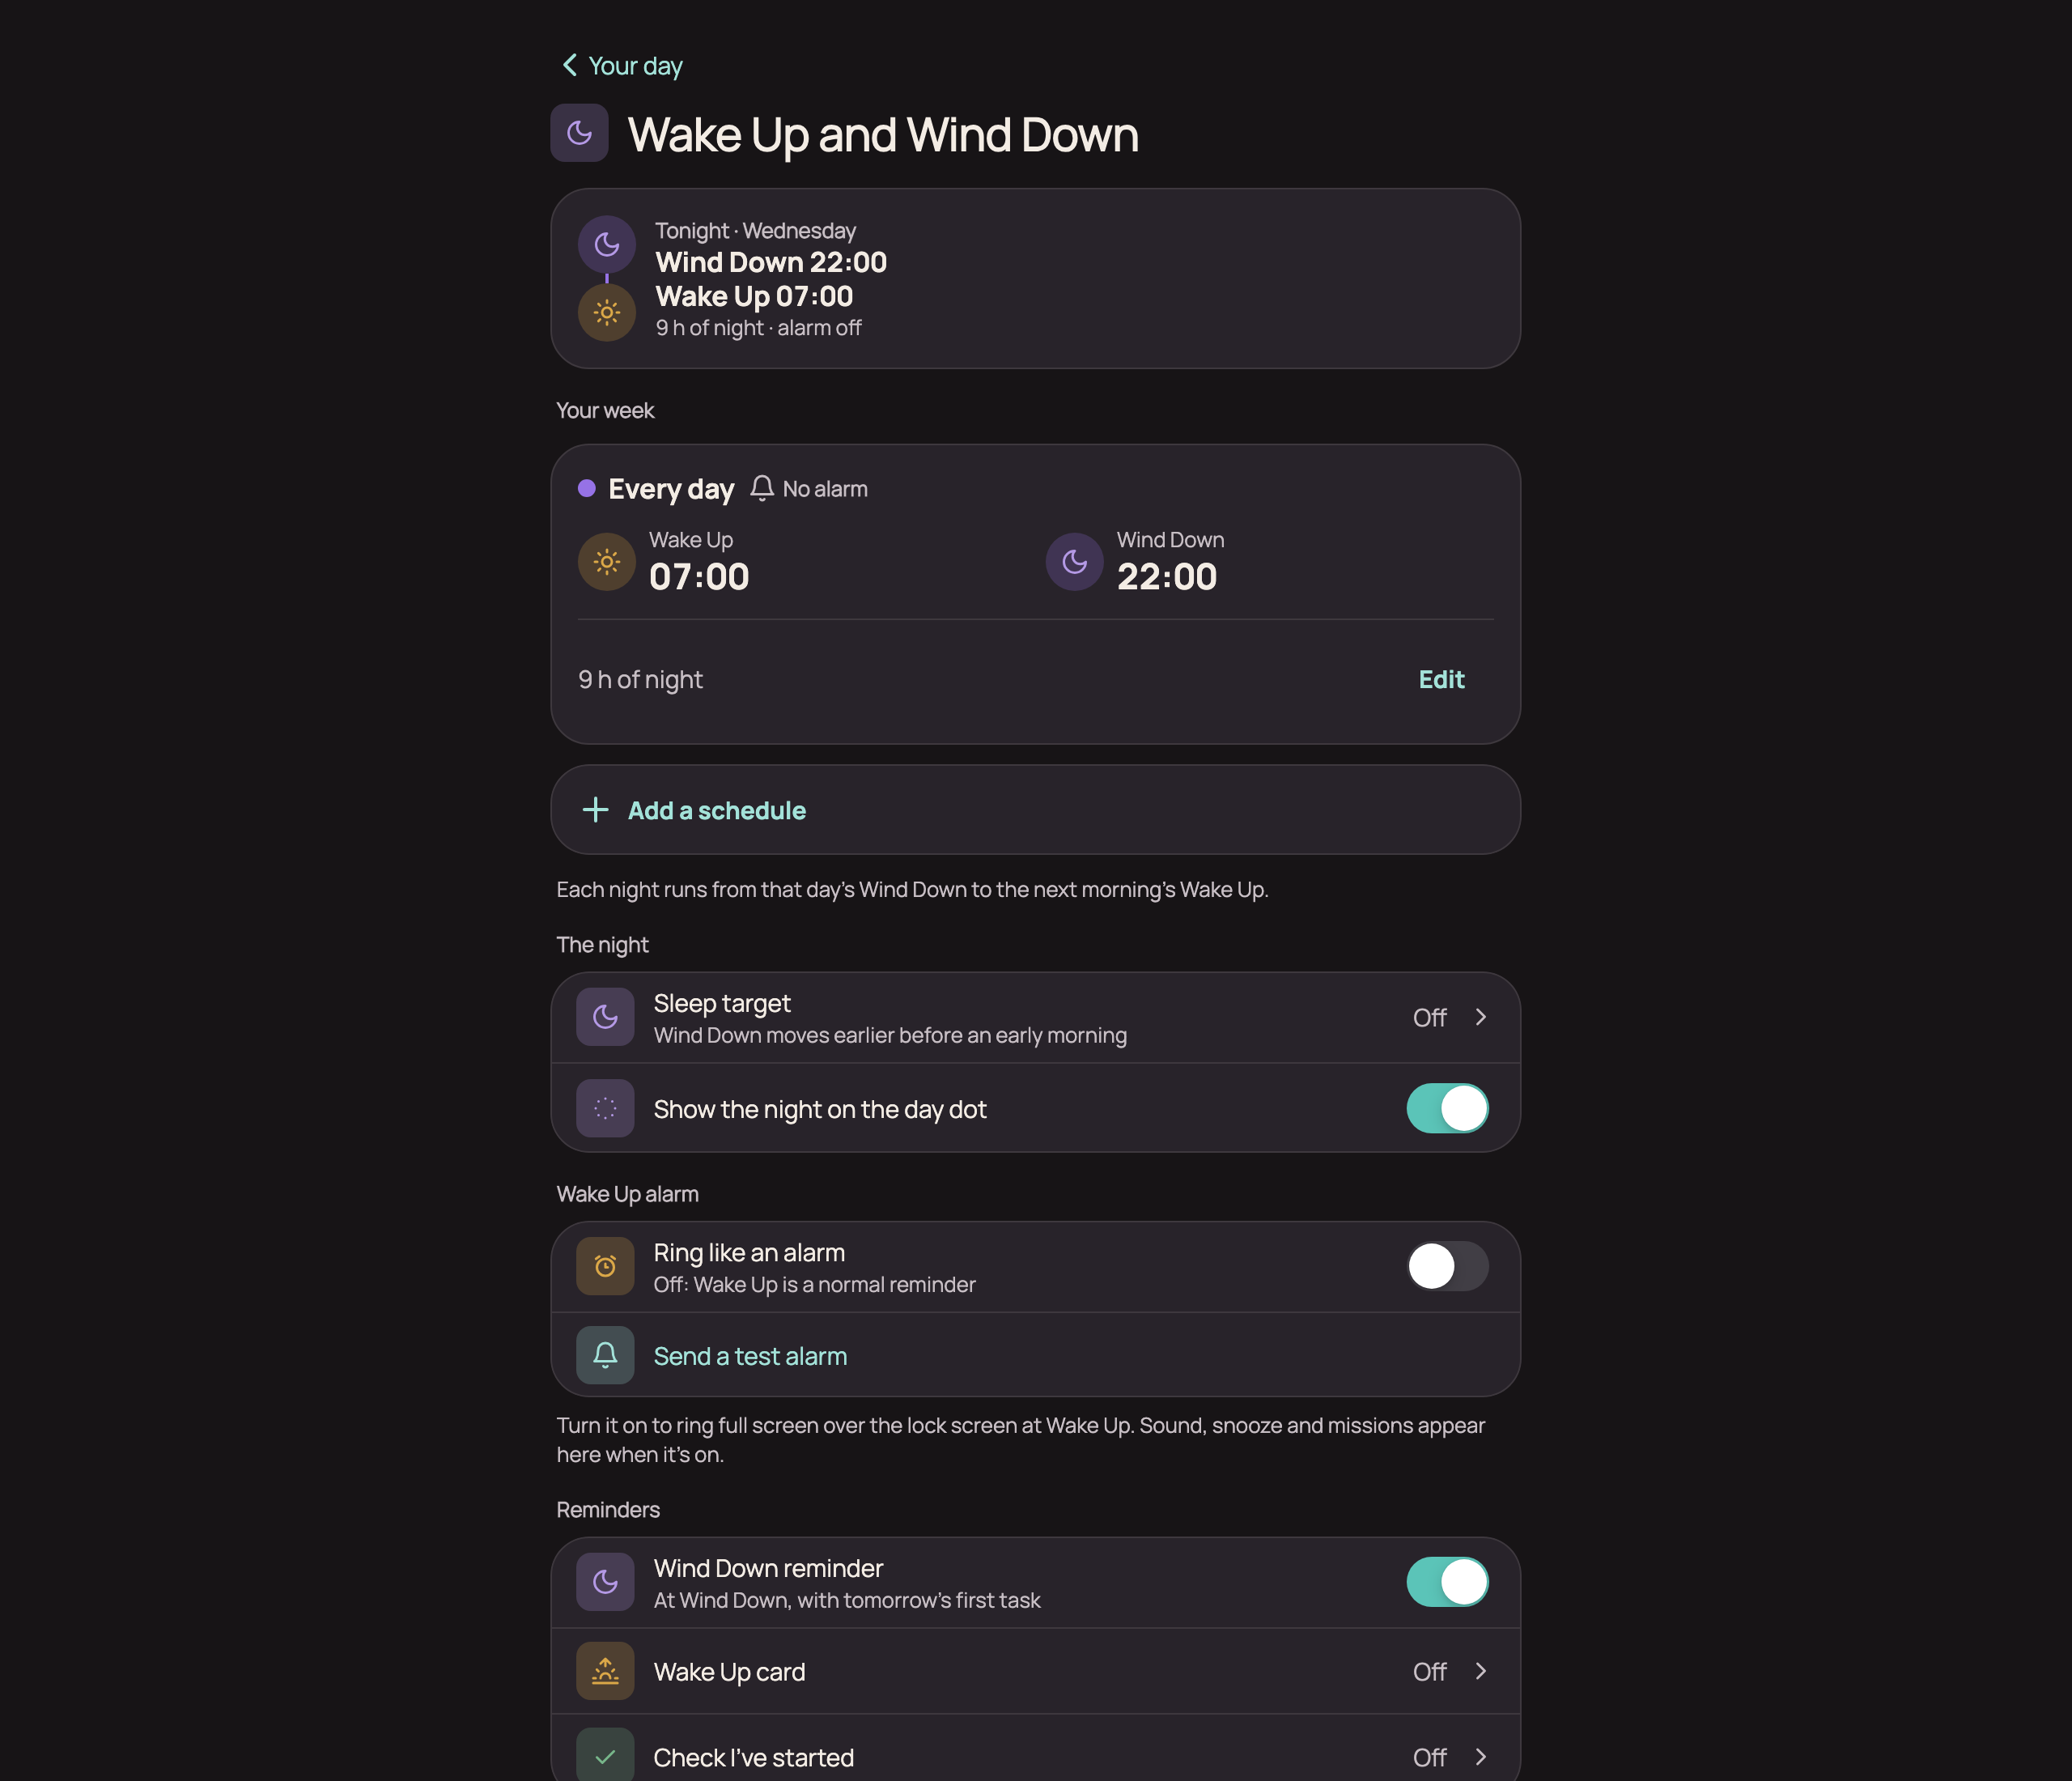 Your day
Wake Up and Wind Down
Tonight · Wednesday
Wind Down 22:00
Wake Up 07:00
9 h of night · alarm off
Your week
Every day No alarm
Wake Up Wind Down
07:00 22:00
9 h of night Edit
Add a schedule
Each night runs from that day’s Wind Down to the next morning’s Wake Up.
The night
Sleep target Off
Wind Down moves earlier before an early morning
Show the night on the day dot
Wake Up alarm
Ring like an alarm
Off: Wake Up is a normal reminder
Send a test alarm
Turn it on to ring full screen over the lock screen at Wake Up. Sound, snooze and missions appear
here when it’s on.
Reminders
Wind Down reminder
At Wind Down, with tomorrow’s first task
Wake Up card Off
Check I’ve started Off